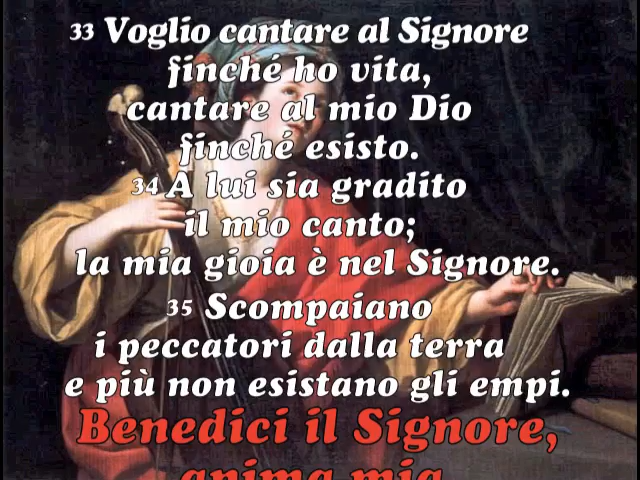 33 Voglio cantare al Signore
finché ho vita,
cantare al mio Dio
finché esisto.
34 A lui sia gradito
il mio canto;
la mia gioia è nel Signore.
35 Scompaiano
i peccatori dalla terra
e più non esistano gli empi.
Benedici il Signore,
anima mia